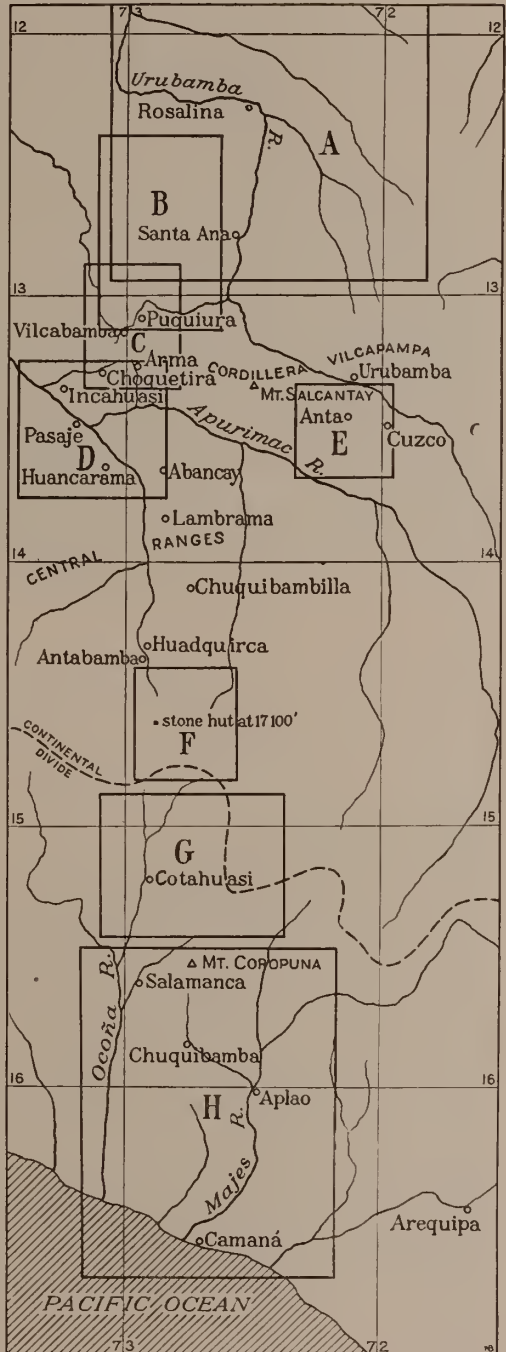 73
72
12
12
Urubamba
Rosalina
R.
A
B
Santa Ana
13
13
Puquiura
Vilcabamba
C
Arma
CORDILLERA
VILCAPAMPA
Choquetira
MT. SALCANTAY
Urubamba
Incahuasi
Anta
Apurimac R.
E
Cuzco
Pasaje
D
Huancarama
Abancay
Lambrama
CENTRAL RANGES
14
14
Chuquibambilla
Huadquirca
Antabamba
stone hut at 17100'
F
CONTINENTAL
DIVIDE
15
15
G
Cotahuasi
MT. COROPUNA
Salamanca
Ocoña R.
Chuquibamba
16
16
H
Aplao
Majes R.
Arequipa
Camaná
PACIFIC OCEAN
73
72